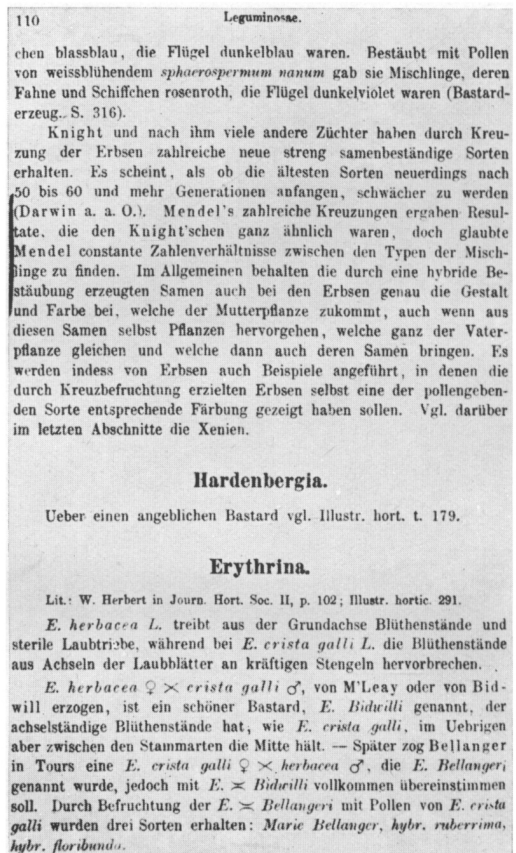 110
Leguminosae.
chen blassblau, die Flügel dunkelblau waren. Bestäubt mit Pollen
von weissblühendem sphaerospermum nanum gab sie Mischlinge, deren
Fahne und Schiffchen rosenroth, die Flügel dunkelviolet waren (Bastard-
erzeug. S. 316).
Knight und nach ihm viele andere Züchter haben durch Kreu-
zung der Erbsen zahlreiche neue streng samenbeständige Sorten
erhalten. Es scheint, als ob die ältesten Sorten neuerdings nach
50 bis 60 und mehr Generationen anfangen, schwächer zu werden
(Darwin a. a. O.). Mendel's zahlreiche Kreuzungen ergaben Resul-
tate, die den Knight'schen ganz ähnlich waren, doch glaubte
Mendel constante Zahlenverhältnisse zwischen den Typen der Misch-
linge zu finden. Im Allgemeinen behalten die durch eine hybride Be-
stäubung erzeugten Samen auch bei den Erbsen genau die Gestalt
und Farbe bei, welche der Mutterpflanze zukommt, auch wenn aus
diesen Samen selbst Pflanzen hervorgehen, welche ganz der Vater-
pflanze gleichen und welche dann auch deren Samen bringen. Es
werden indess von Erbsen auch Beispiele angeführt, in denen die
durch Kreuzbefruchtung erzielten Erbsen selbst eine der pollengeben-
den Sorte entsprechende Färbung gezeigt haben sollen. Vgl. darüber
im letzten Abschnitte die Xenien.
Hardenbergia.
Ueber einen angeblichen Bastard vgl. Illustr. hort. t. 179.
Erythrina.
Lit.: W. Herbert in Journ. Hort. Soc. II, p. 102; Illustr. hortic. 291.
E. herbacea L. treibt aus der Grundachse Blüthenstände und
sterile Laubtriebe, während bei E. crista galli L. die Blüthenstände
aus Achseln der Laubblätter an kräftigen Stengeln hervorbrechen.
E. herbacea ♀ × crista galli ♂, von M'Leay oder von Bid-
will erzogen, ist ein schöner Bastard, E. Bidwilli genannt, der
achselständige Blüthenstände hat, wie E. crista galli, im Uebrigen
aber zwischen den Stammarten die Mitte hält. — Später zog Bellanger
in Tours eine E. crista galli ♀ × herbacea ♂, die E. Bellangeri
genannt wurde, jedoch mit E. × Bidwilli vollkommen übereinstimmen
soll. Durch Befruchtung der E. × Bellangeri mit Pollen von E. crista
galli wurden drei Sorten erhalten: Marie Bellanger, hybr. ruberrima,
hybr. floribunda.